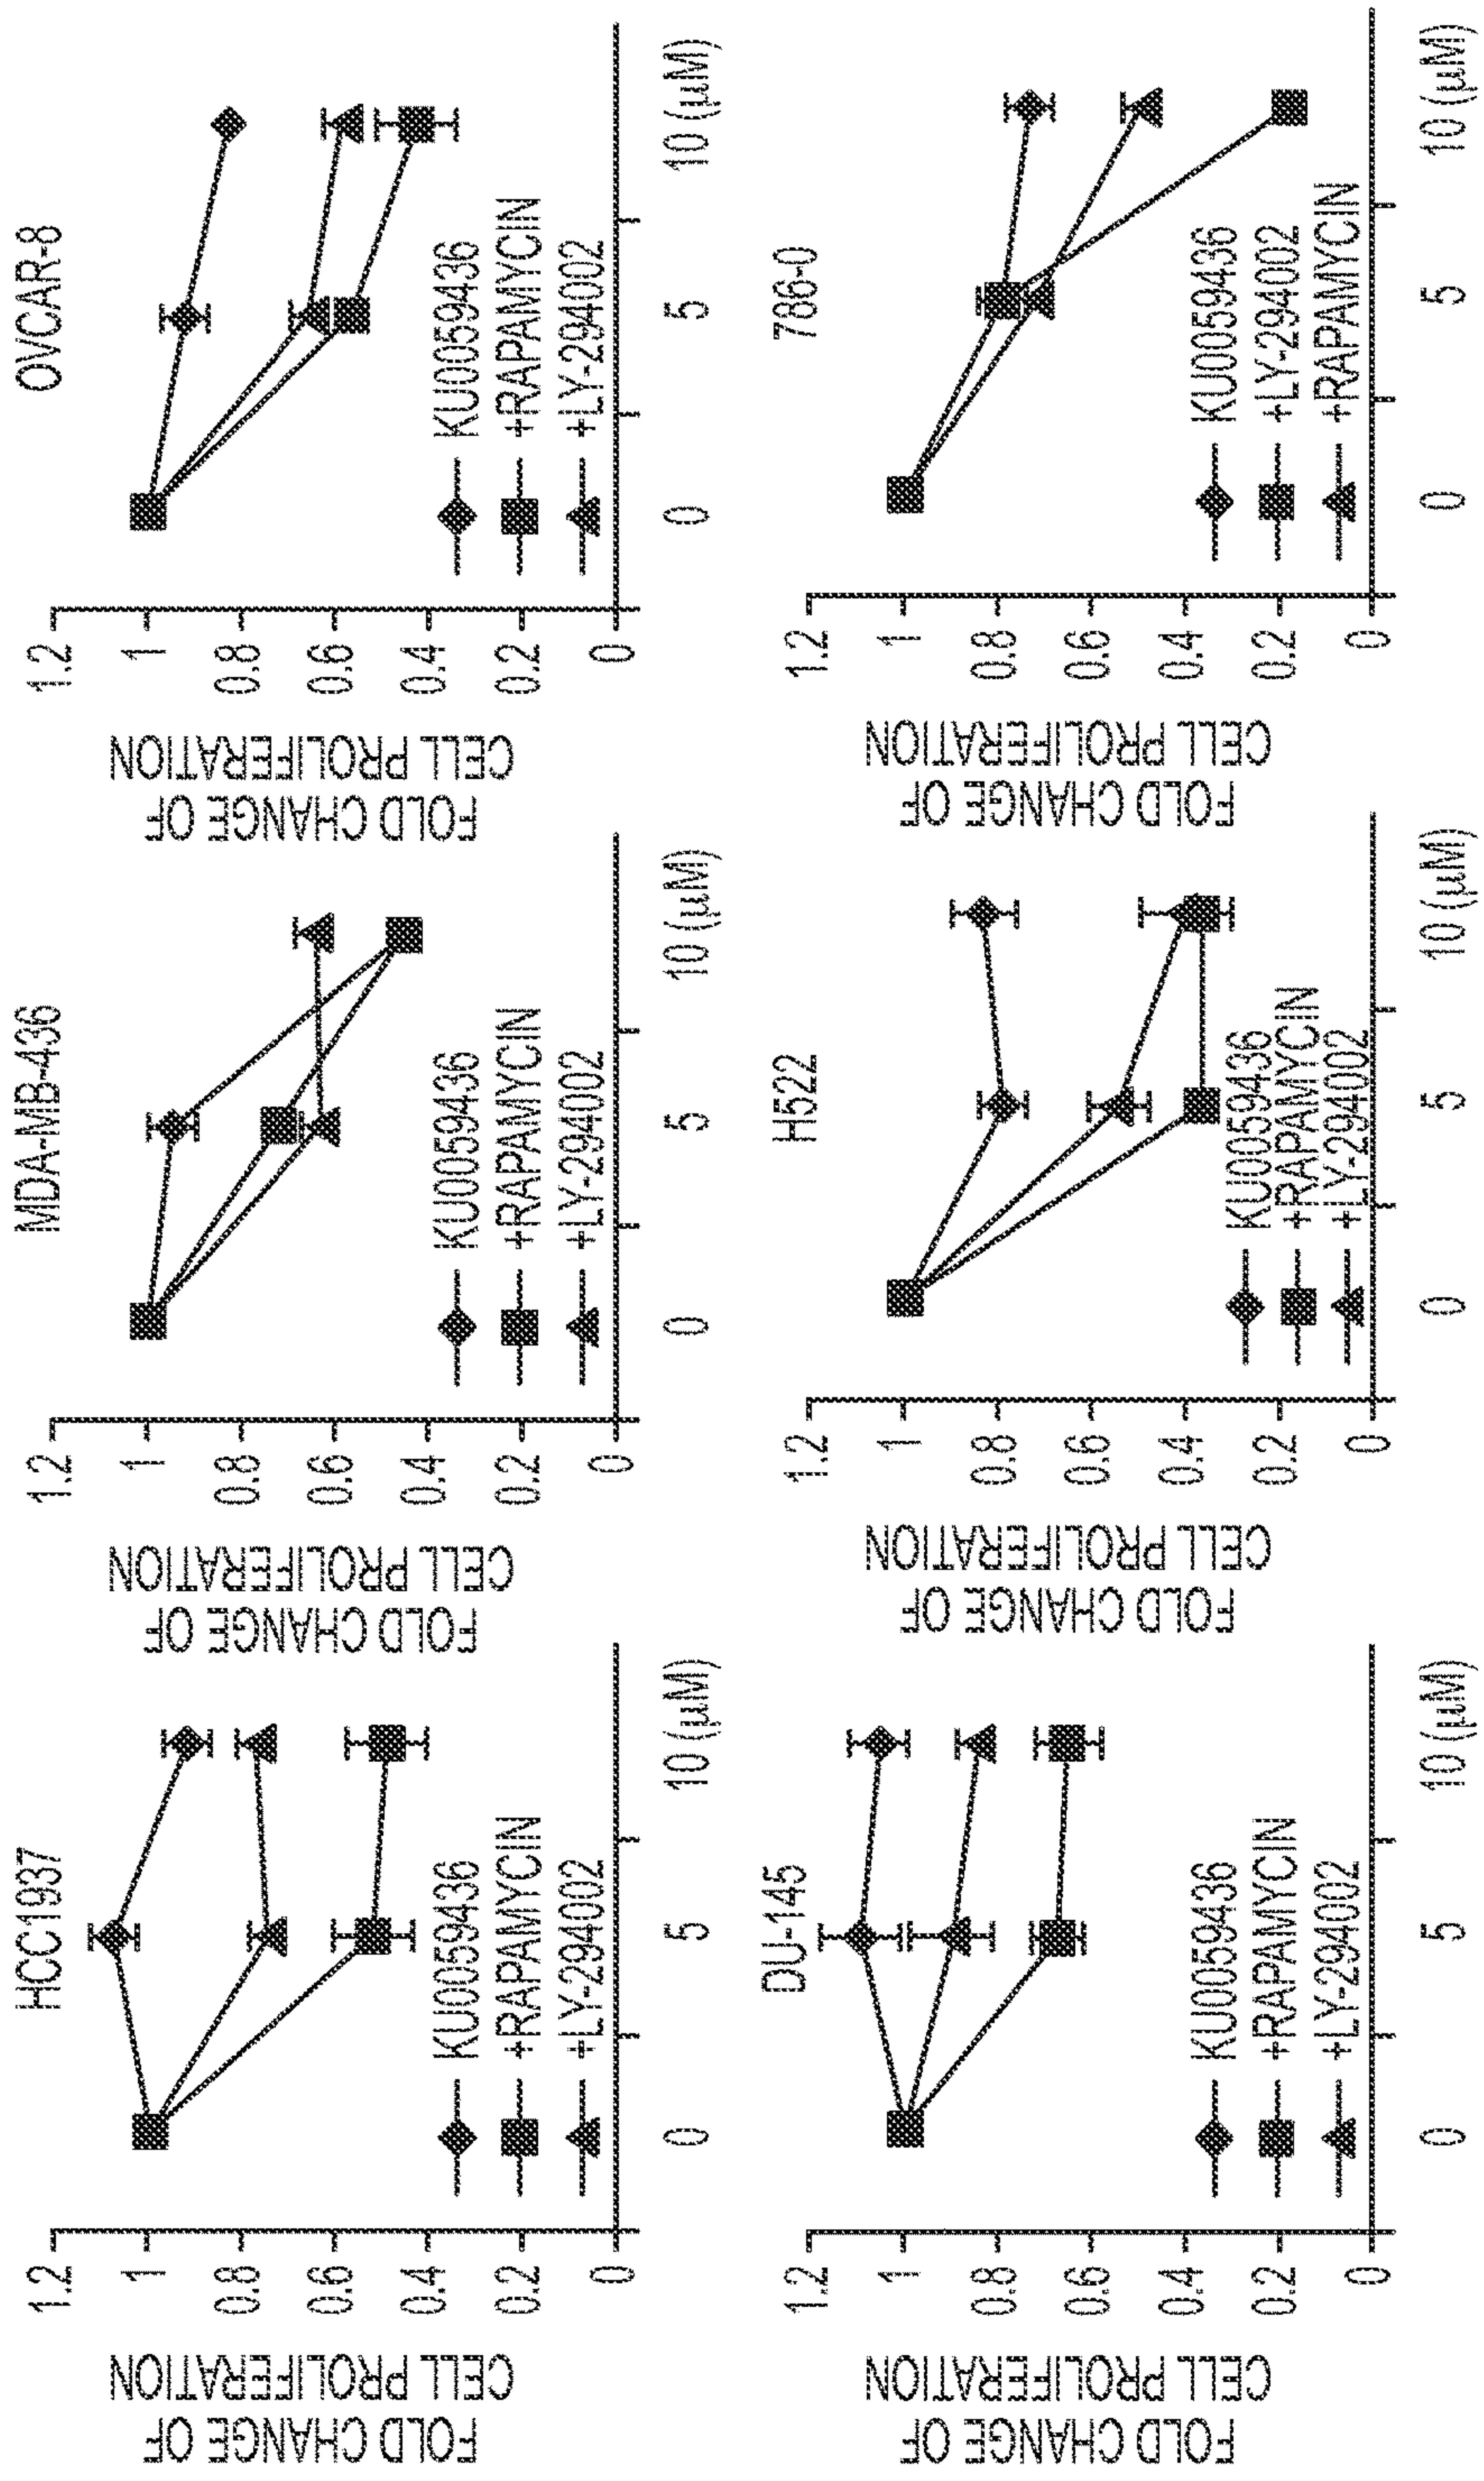 HCC1937
FOLD CHANGE OF
CELL PROLIFERATION
1.2
1
0.8
0.6
0.4
0.2
0
KU0059436
+RAPAMYCIN
+LY-294002
0 5 10 (μM)
MDA-MB-436
FOLD CHANGE OF
CELL PROLIFERATION
1.2
1
0.8
0.6
0.4
0.2
0
KU0059436
+RAPAMYCIN
+LY-294002
0 5 10 (μM)
OVCAR-8
FOLD CHANGE OF
CELL PROLIFERATION
1.2
1
0.8
0.6
0.4
0.2
0
KU0059436
+RAPAMYCIN
+LY-294002
0 5 10 (μM)
DU-145
FOLD CHANGE OF
CELL PROLIFERATION
1.2
1
0.8
0.6
0.4
0.2
0
KU0059436
+RAPAMYCIN
+LY-294002
0 5 10 (μM)
H522
FOLD CHANGE OF
CELL PROLIFERATION
1.2
1
0.8
0.6
0.4
0.2
0
KU0059436
+RAPAMYCIN
+LY-294002
0 5 10 (μM)
786-0
FOLD CHANGE OF
CELL PROLIFERATION
1.2
1
0.8
0.6
0.4
0.2
0
KU0059436
+LY-294002
+RAPAMYCIN
0 5 10 (μM)